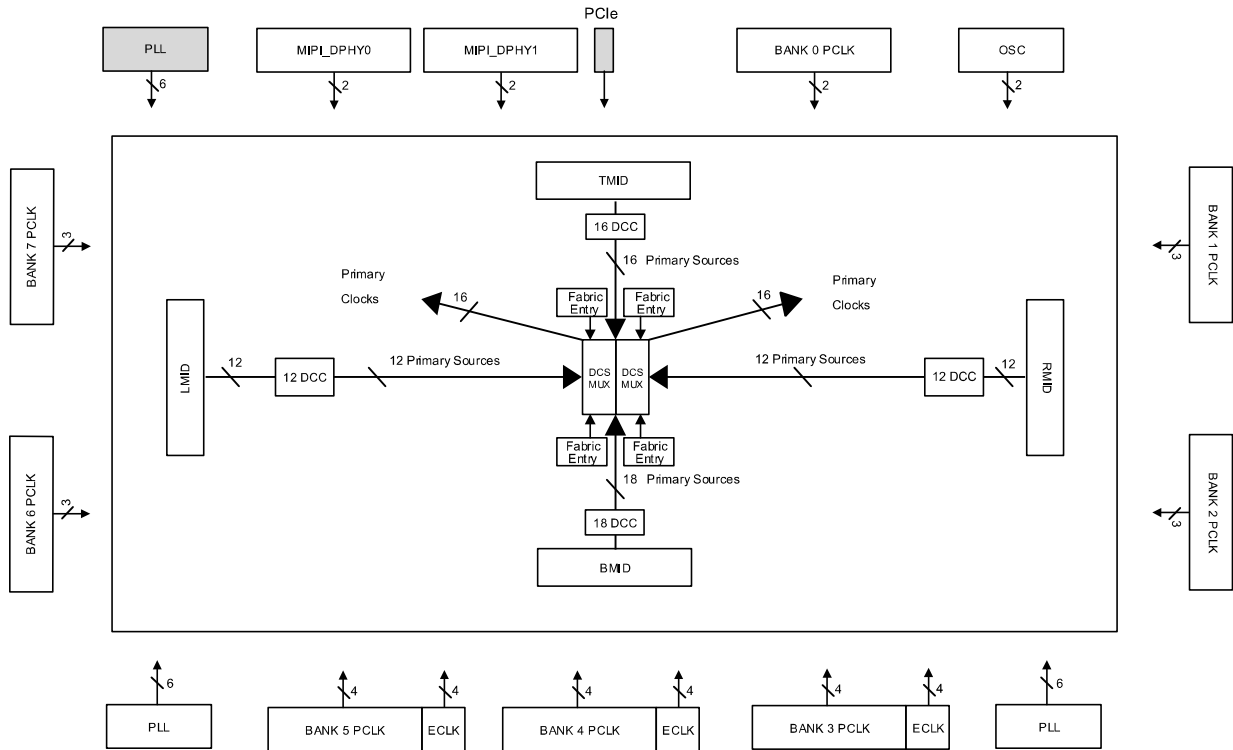 PCIe
PLL
MIPI_DPHY0
MIPI_DPHY1
BANK 0 PCLK
OSC
6
2
2
2
2
TMID
BANK 7 PCLK
3
BANK 1 PCLK
3
16 DCC
16 Primary Sources
Primary
Clocks
16
Fabric
Entry
Fabric
Entry
16
Primary
Clocks
LMID
12
12 DCC
12 Primary Sources
DCS
MUX
DCS
MUX
12 Primary Sources
12 DCC
12
RMID
Fabric
Entry
Fabric
Entry
18 Primary Sources
BANK 6 PCLK
3
BANK 2 PCLK
3
18 DCC
BMID
6
4
4
4
4
4
4
6
PLL
BANK 5 PCLK
ECLK
BANK 4 PCLK
ECLK
BANK 3 PCLK
ECLK
PLL